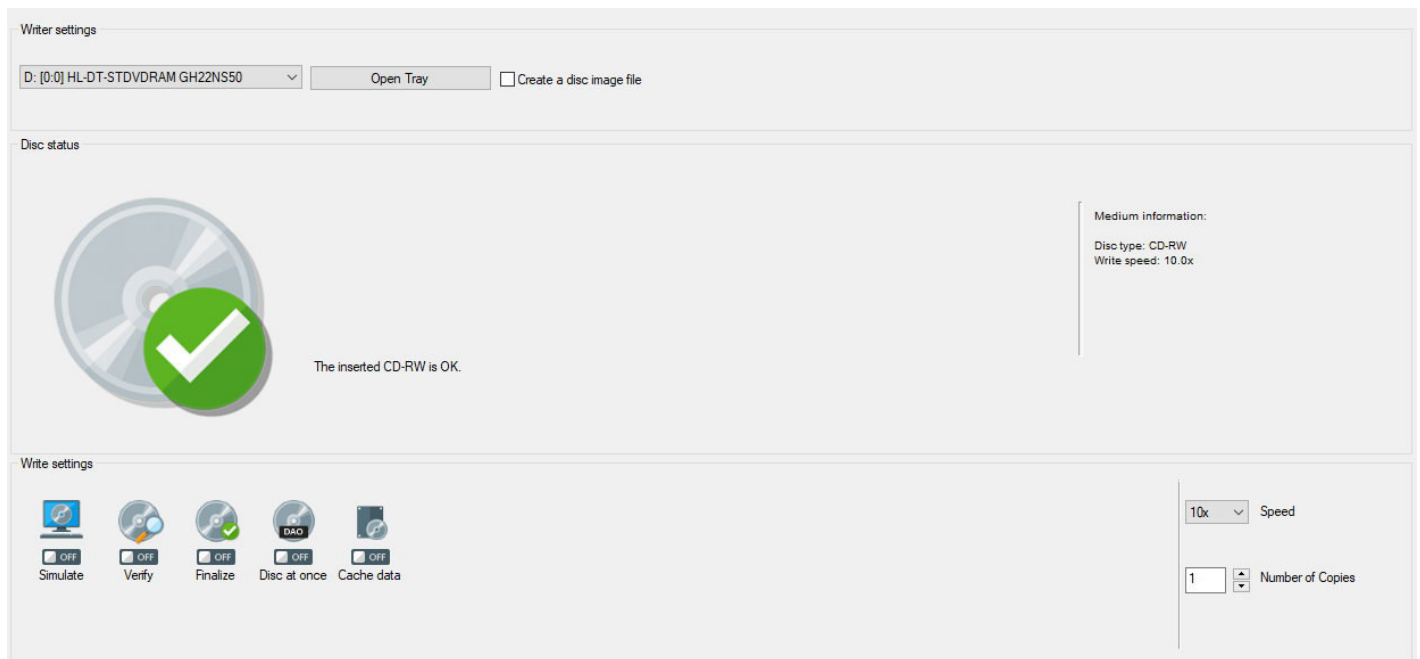 Writer settings
D: [0:0] HL-DT-STDVDRAM GH22NS50
Open Tray
Create a disc image file
Disc status
Medium information:
Disc type: CD-RW
Write speed: 10.0x
The inserted CD-RW is OK.
Write settings
DAO
OFF OFF OFF OFF OFF
Simulate Verify Finalize Disc at once Cache data
10x Speed
1 Number of Copies